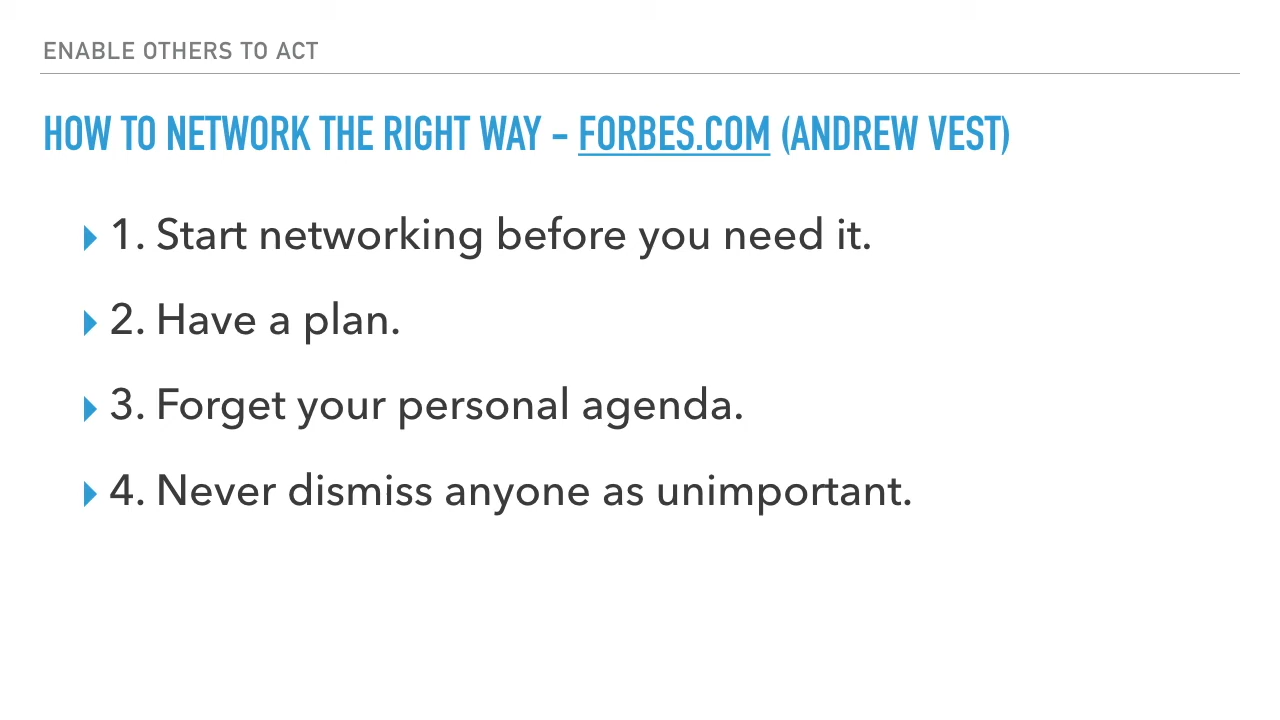 ENABLE OTHERS TO ACT
HOW TO NETWORK THE RIGHT WAY - FORBES.COM (ANDREW VEST)
1. Start networking before you need it.
2. Have a plan.
3. Forget your personal agenda.
4. Never dismiss anyone as unimportant.